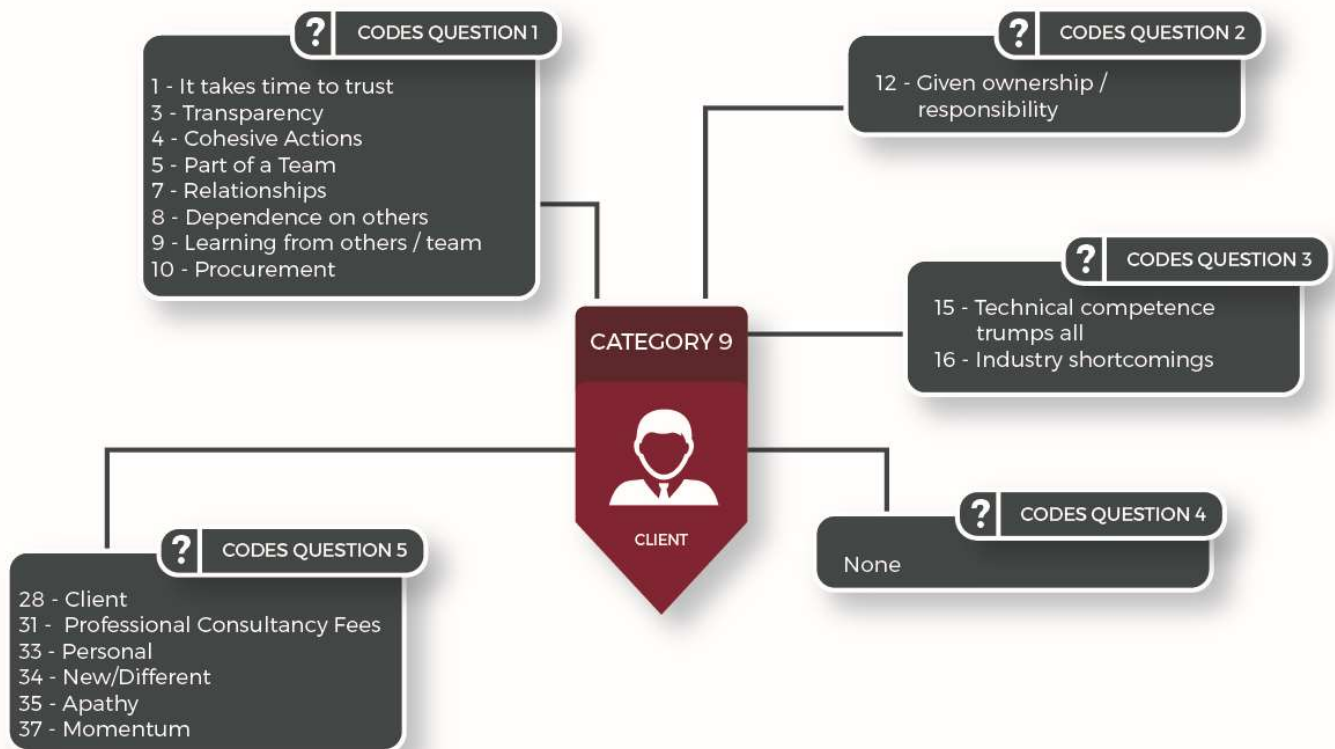 ? CODES QUESTION 1
1 - It takes time to trust
3 - Transparency
4 - Cohesive Actions
5 - Part of a Team
7 - Relationships
8 - Dependence on others
9 - Learning from others / team
10 - Procurement
? CODES QUESTION 2
12 - Given ownership /
responsibility
? CODES QUESTION 3
15 - Technical competence
trumps all
16 - Industry shortcomings
CATEGORY 9
CLIENT
? CODES QUESTION 4
None
? CODES QUESTION 5
28 - Client
31 - Professional Consultancy Fees
33 - Personal
34 - New/Different
35 - Apathy
37 - Momentum